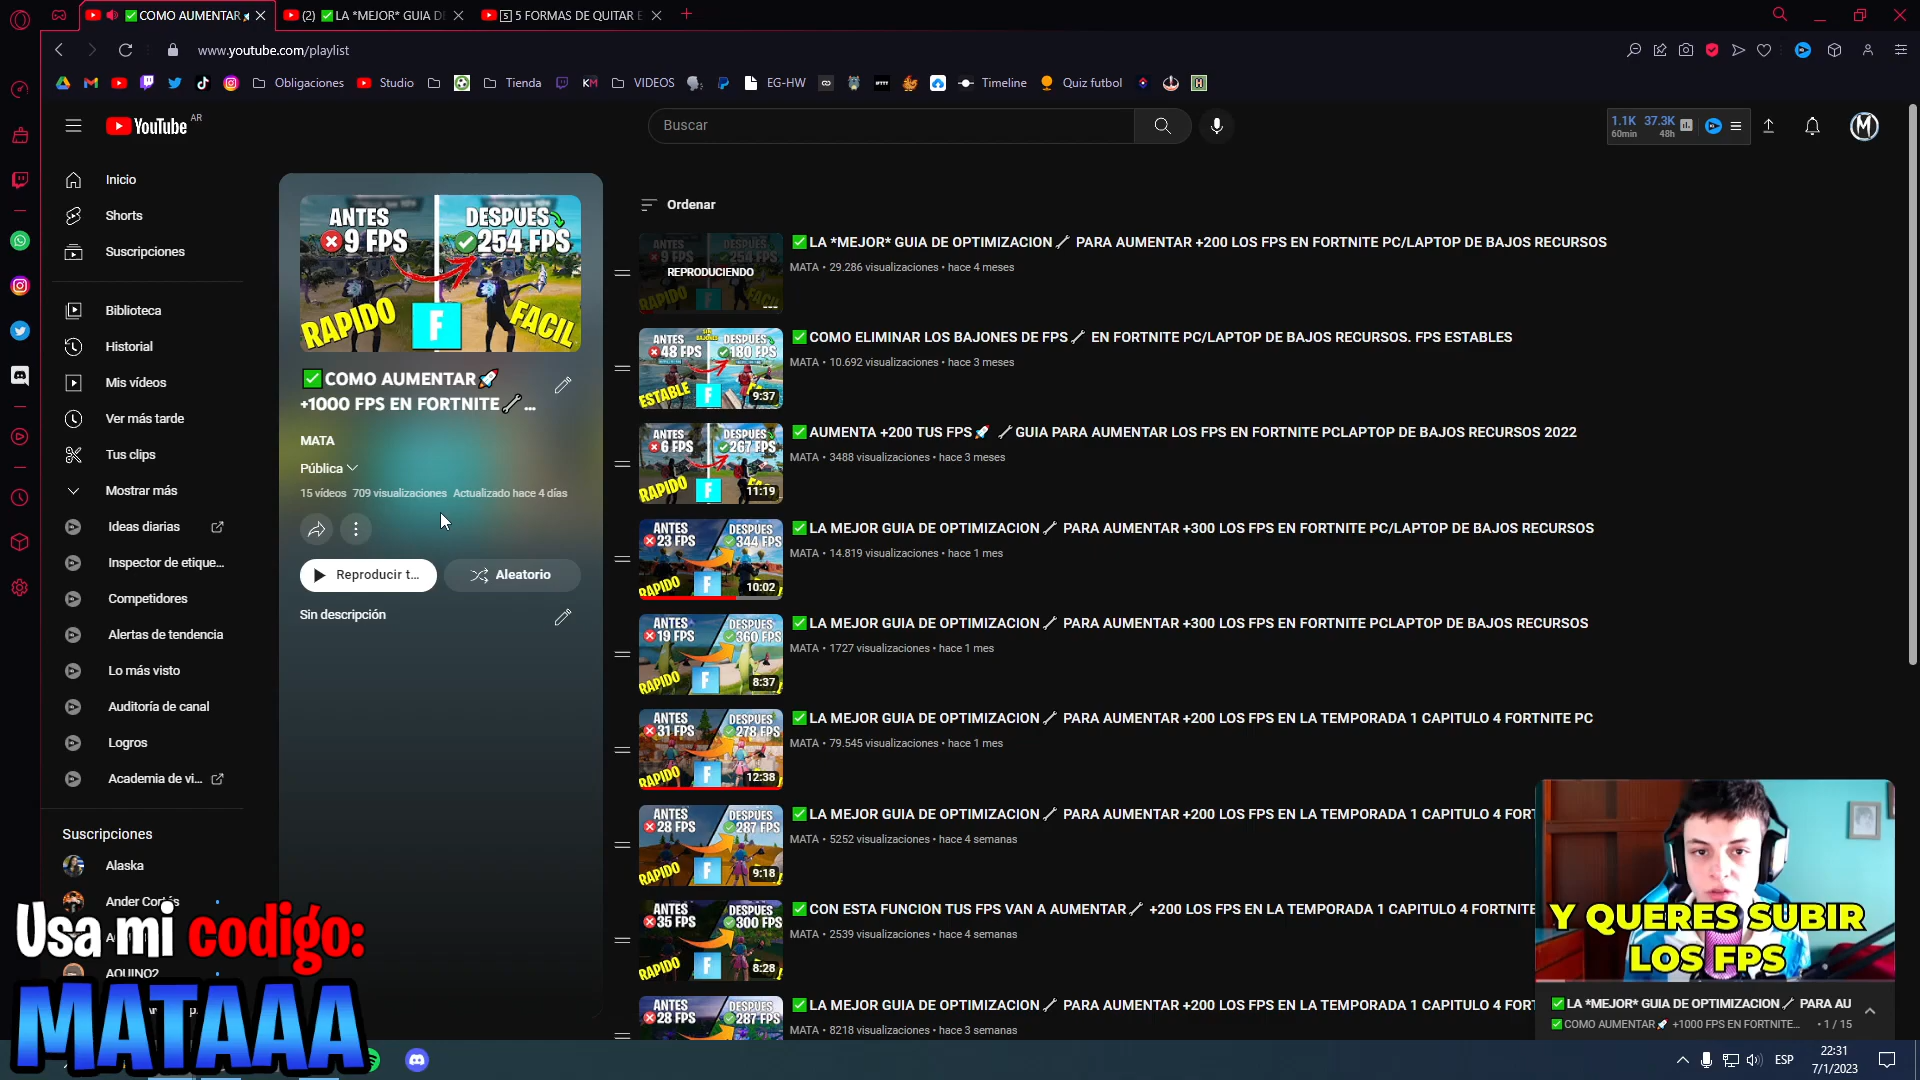 COMO AUMENTAR
(2) LA *MEJOR* GUIA D
5 FORMAS DE QUITAR
www.youtube.com/playlist
Obligaciones
Studio
Tienda
KM
VIDEOS
EG-HW
Timeline
Quiz futbol
YouTube AR
Buscar
1.1K 37.3K
60min 48h
Inicio
Shorts
Suscripciones
Biblioteca
Historial
Mis vídeos
Ver más tarde
Tus clips
Mostrar más
Ideas diarias
Inspector de etique...
Competidores
Alertas de tendencia
Lo más visto
Auditoría de canal
Logros
Academia de vi...
Suscripciones
Alaska
Ander Cortés
AQUINO2
Usa mi codigo:
MATAAA
ANTES DESPUES
9 FPS 254 FPS
RAPIDO F FACIL
✅COMO AUMENTAR🚀
+1000 FPS EN FORTNITE🔧...
MATA
Pública
15 vídeos 709 visualizaciones Actualizado hace 4 días
Reproducir t...
Aleatorio
Sin descripción
Ordenar
REPRODUCIENDO
✅LA *MEJOR* GUIA DE OPTIMIZACION🔧 PARA AUMENTAR +200 LOS FPS EN FORTNITE PC/LAPTOP DE BAJOS RECURSOS
MATA • 29.286 visualizaciones • hace 4 meses
ANTES DESPUES
48 FPS 180 FPS
ESTABLE
9:37
✅COMO ELIMINAR LOS BAJONES DE FPS🔧 EN FORTNITE PC/LAPTOP DE BAJOS RECURSOS. FPS ESTABLES
MATA • 10.692 visualizaciones • hace 3 meses
ANTES DESPUES
6 FPS 267 FPS
RAPIDO F
11:19
✅AUMENTA +200 TUS FPS🚀 🔧GUIA PARA AUMENTAR LOS FPS EN FORTNITE PCLAPTOP DE BAJOS RECURSOS 2022
MATA • 3488 visualizaciones • hace 3 meses
ANTES DESPUES
23 FPS 344 FPS
RAPIDO F
10:02
✅LA MEJOR GUIA DE OPTIMIZACION🔧 PARA AUMENTAR +300 LOS FPS EN FORTNITE PC/LAPTOP DE BAJOS RECURSOS
MATA • 14.819 visualizaciones • hace 1 mes
ANTES DESPUES
19 FPS 360 FPS
RAPIDO F
8:37
✅LA MEJOR GUIA DE OPTIMIZACION🔧 PARA AUMENTAR +300 LOS FPS EN FORTNITE PCLAPTOP DE BAJOS RECURSOS
MATA • 1727 visualizaciones • hace 1 mes
ANTES DESPUES
31 FPS 278 FPS
RAPIDO F
12:38
✅LA MEJOR GUIA DE OPTIMIZACION🔧 PARA AUMENTAR +200 LOS FPS EN LA TEMPORADA 1 CAPITULO 4 FORTNITE PC
MATA • 79.545 visualizaciones • hace 1 mes
ANTES DESPUES
28 FPS 287 FPS
RAPIDO F
9:18
✅LA MEJOR GUIA DE OPTIMIZACION🔧 PARA AUMENTAR +200 LOS FPS EN LA TEMPORADA 1 CAPITULO 4 FORT
MATA • 5252 visualizaciones • hace 4 semanas
ANTES DESPUES
35 FPS 300 FPS
RAPIDO F
8:28
✅CON ESTA FUNCION TUS FPS VAN A AUMENTAR🔧 +200 LOS FPS EN LA TEMPORADA 1 CAPITULO 4 FORTNITE
MATA • 2539 visualizaciones • hace 4 semanas
ANTES DESPUES
28 FPS 287 FPS
✅LA MEJOR GUIA DE OPTIMIZACION🔧 PARA AUMENTAR +200 LOS FPS EN LA TEMPORADA 1 CAPITULO 4 FORT
MATA • 8218 visualizaciones • hace 3 semanas
Y QUERES SUBIR
LOS FPS
✅LA *MEJOR* GUIA DE OPTIMIZACION🔧 PARA AU
✅COMO AUMENTAR🚀 +1000 FPS EN FORTNITE... • 1 / 15
ESP
22:31
7/1/2023